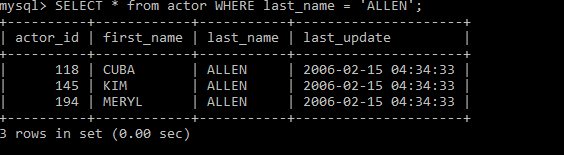 mysql> SELECT * from actor WHERE last_name = 'ALLEN';
+----------+------------+-----------+---------------------+
| actor_id | first_name | last_name | last_update         |
+----------+------------+-----------+---------------------+
|      118 | CUBA       | ALLEN     | 2006-02-15 04:34:33 |
|      145 | KIM        | ALLEN     | 2006-02-15 04:34:33 |
|      194 | MERYL      | ALLEN     | 2006-02-15 04:34:33 |
+----------+------------+-----------+---------------------+
3 rows in set (0.00 sec)